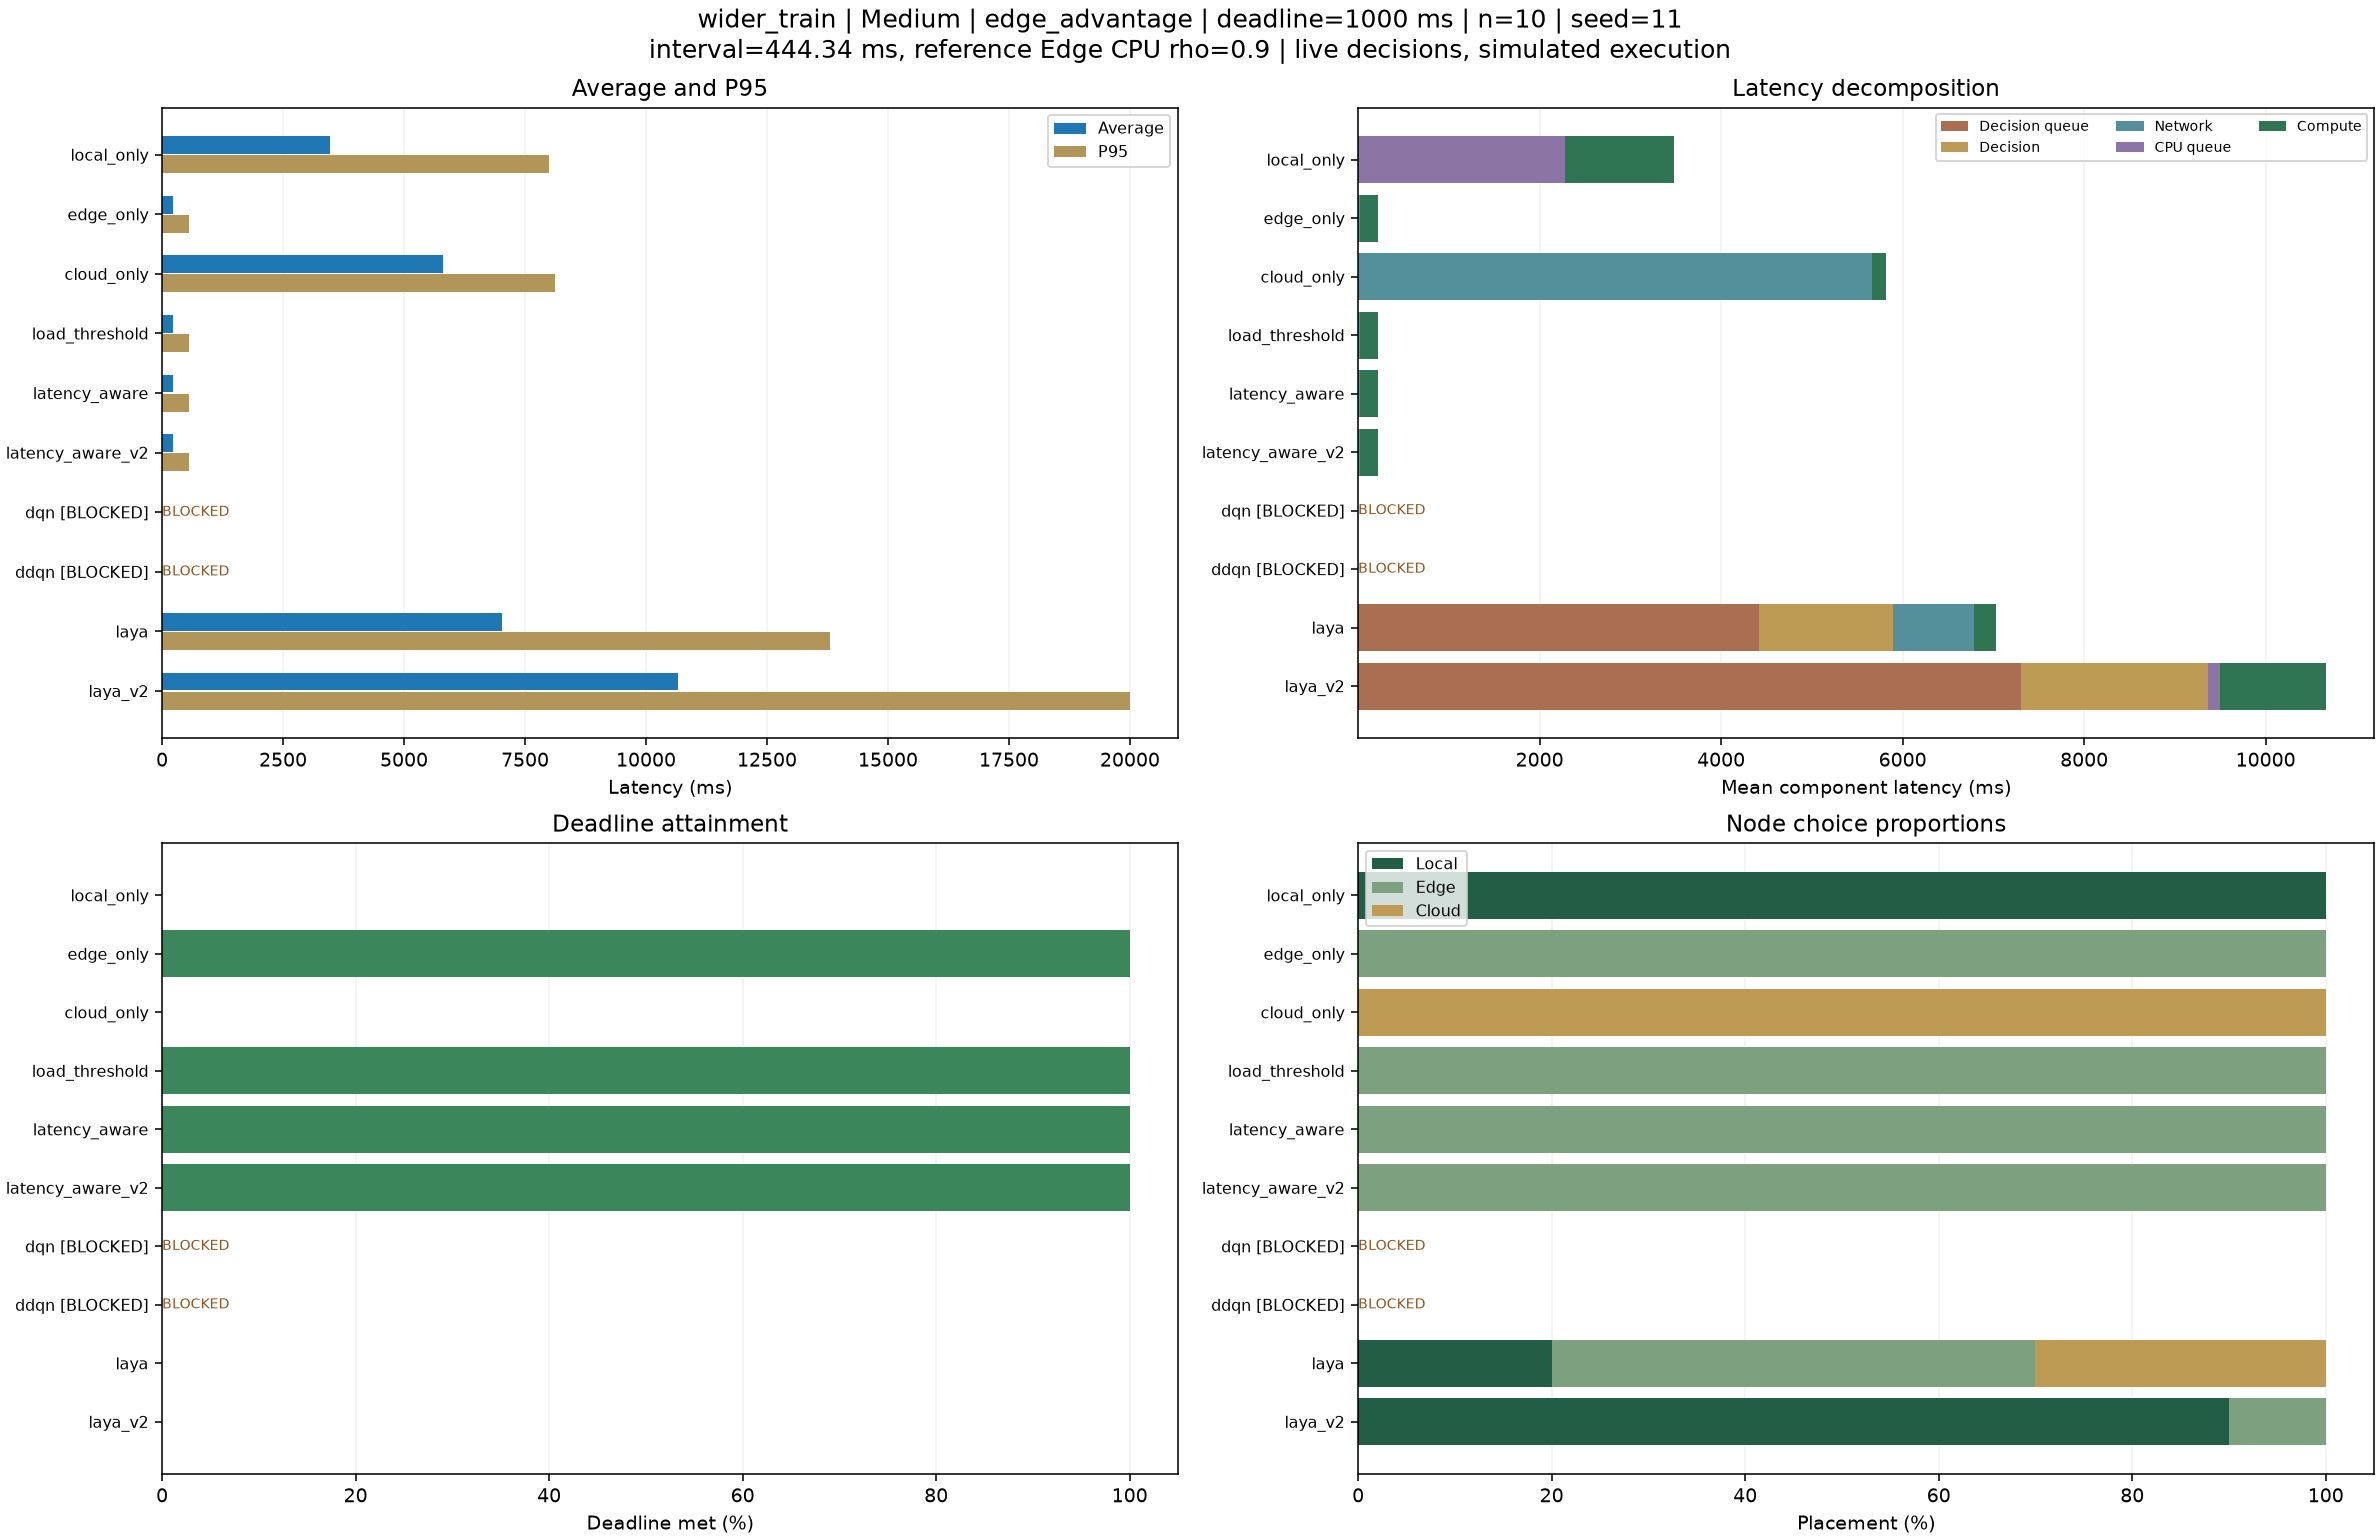 wider_train | Medium | edge_advantage | deadline=1000 ms | n=10 | seed=11
interval=444.34 ms, reference Edge CPU rho=0.9 | live decisions, simulated execution
Average and P95
Average
P95
local_only
edge_only
cloud_only
load_threshold
latency_aware
latency_aware_v2
dqn [BLOCKED] BLOCKED
ddqn [BLOCKED] BLOCKED
laya
laya_v2
0 2500 5000 7500 10000 12500 15000 17500 20000
Latency (ms)
Latency decomposition
Decision queue Network Compute
Decision CPU queue
local_only
edge_only
cloud_only
load_threshold
latency_aware
latency_aware_v2
dqn [BLOCKED] BLOCKED
ddqn [BLOCKED] BLOCKED
laya
laya_v2
2000 4000 6000 8000 10000
Mean component latency (ms)
Deadline attainment
local_only
edge_only
cloud_only
load_threshold
latency_aware
latency_aware_v2
dqn [BLOCKED] BLOCKED
ddqn [BLOCKED] BLOCKED
laya
laya_v2
0 20 40 60 80 100
Deadline met (%)
Node choice proportions
Local
Edge
Cloud
local_only
edge_only
cloud_only
load_threshold
latency_aware
latency_aware_v2
dqn [BLOCKED] BLOCKED
ddqn [BLOCKED] BLOCKED
laya
laya_v2
0 20 40 60 80 100
Placement (%)